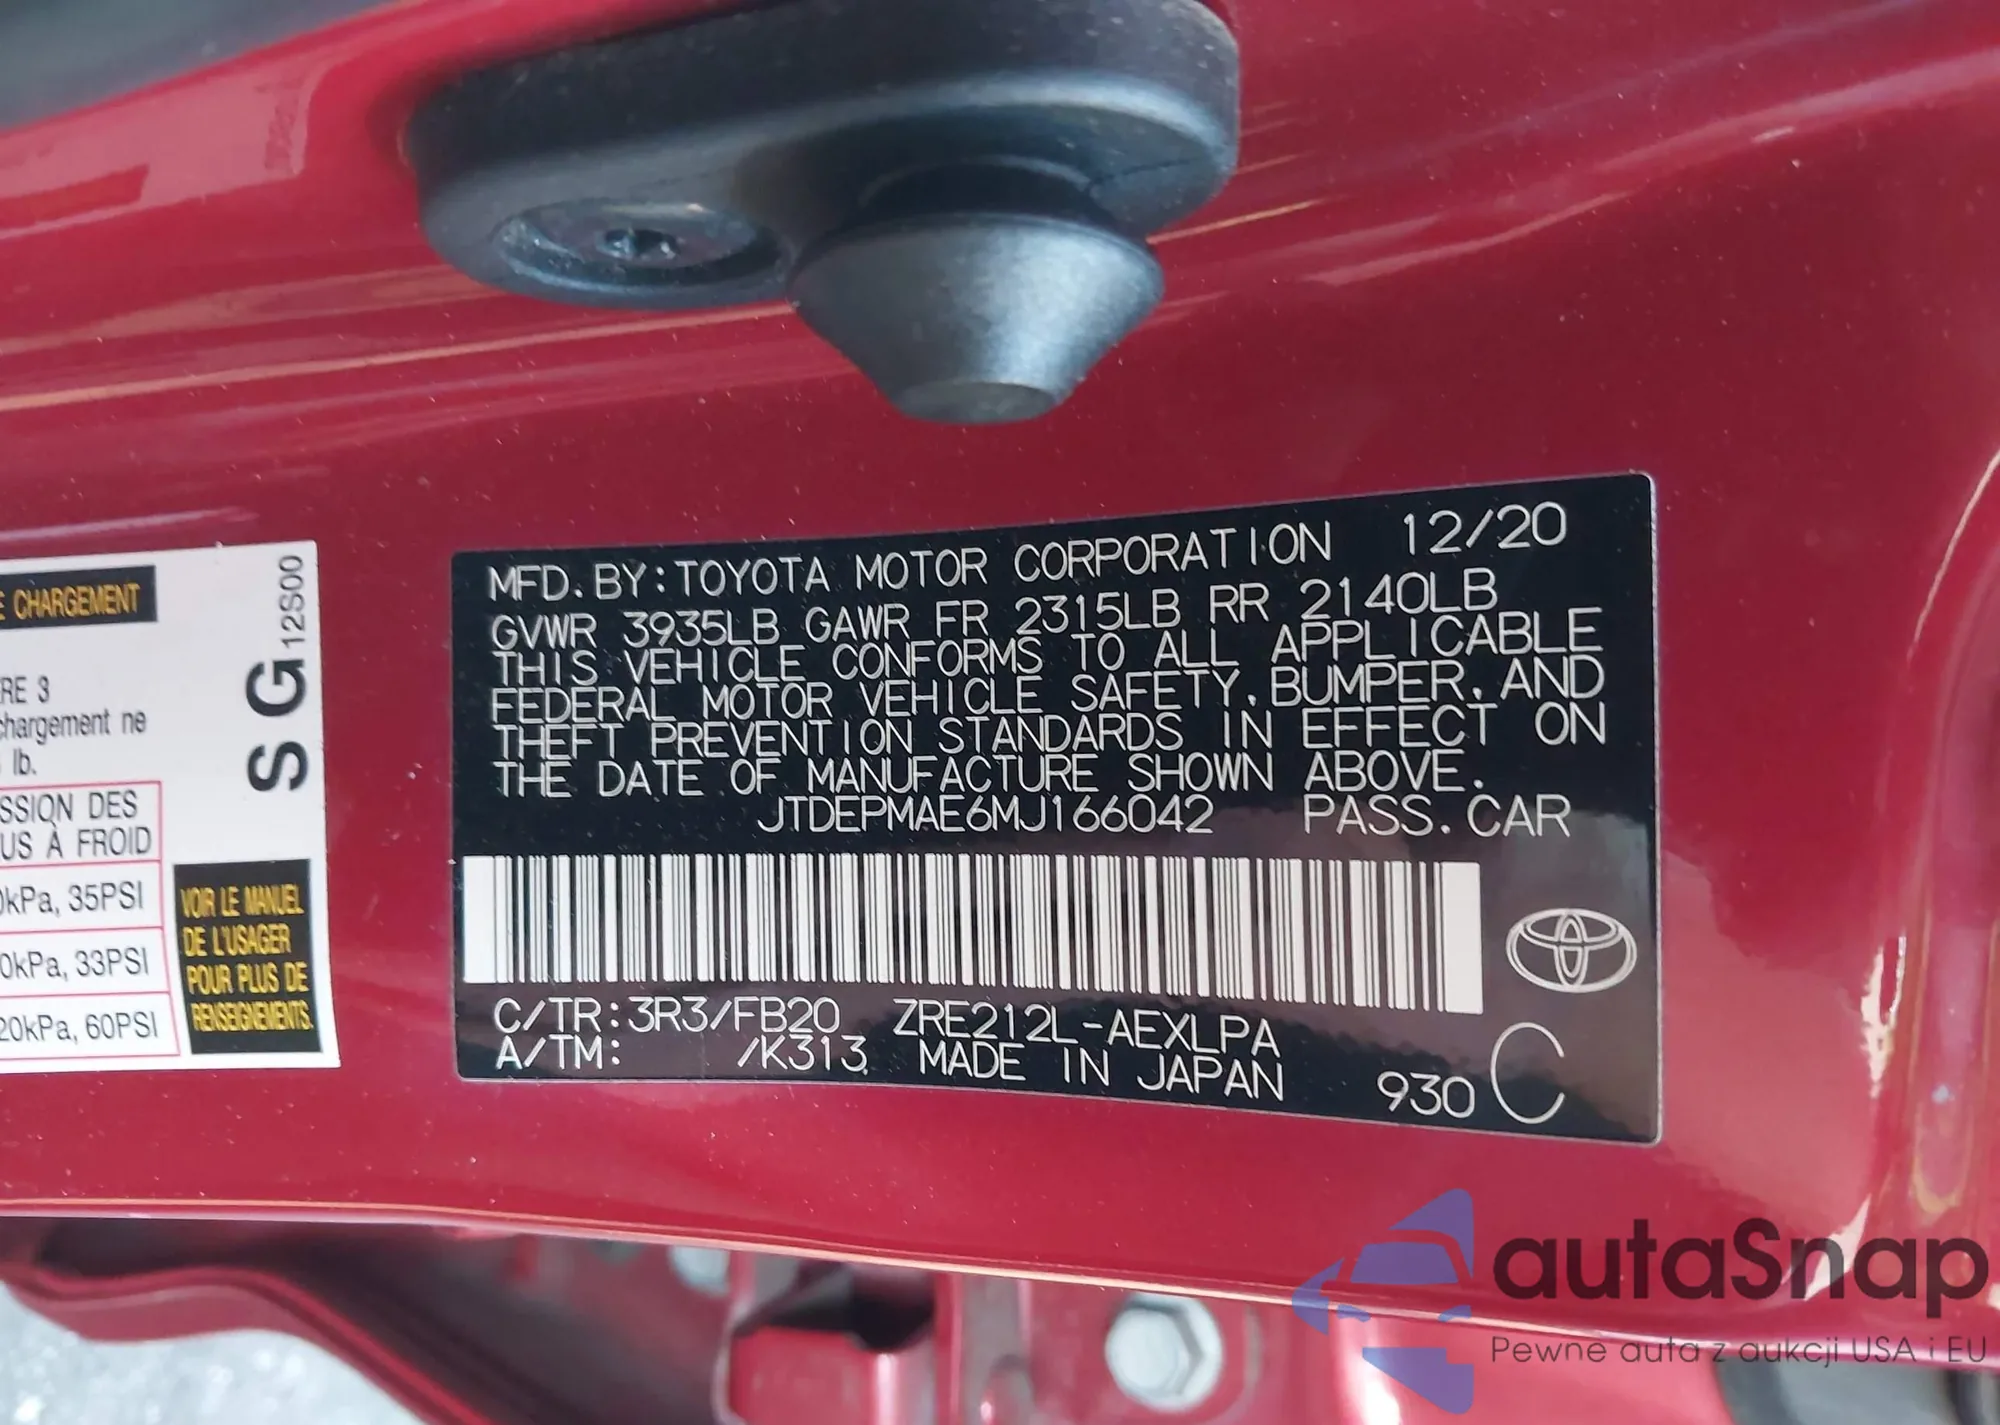 E CHARGEMENT
SG12S00
ÈRE 3
chargement ne
lb.
SSION DES
US À FROID
0kPa, 35PSI
0kPa, 33PSI
20kPa, 60PSI
VOIR LE MANUEL
DE L'USAGER
POUR PLUS DE
RENSEIGNEMENTS.
MFD. BY: TOYOTA MOTOR CORPORATION 12/20
GVWR 3935LB GAWR FR 2315LB RR 2140LB
THIS VEHICLE CONFORMS TO ALL APPLICABLE
FEDERAL MOTOR VEHICLE SAFETY, BUMPER, AND
THEFT PREVENTION STANDARDS IN EFFECT ON
THE DATE OF MANUFACTURE SHOWN ABOVE.
JTDEPMAE6MJ166042 PASS. CAR
C/TR: 3R3/FB20 ZRE212L-AEXLPA
A/TM: /K313 MADE IN JAPAN 930 C
autaSnap
Pewne auta z aukcji USA i EU